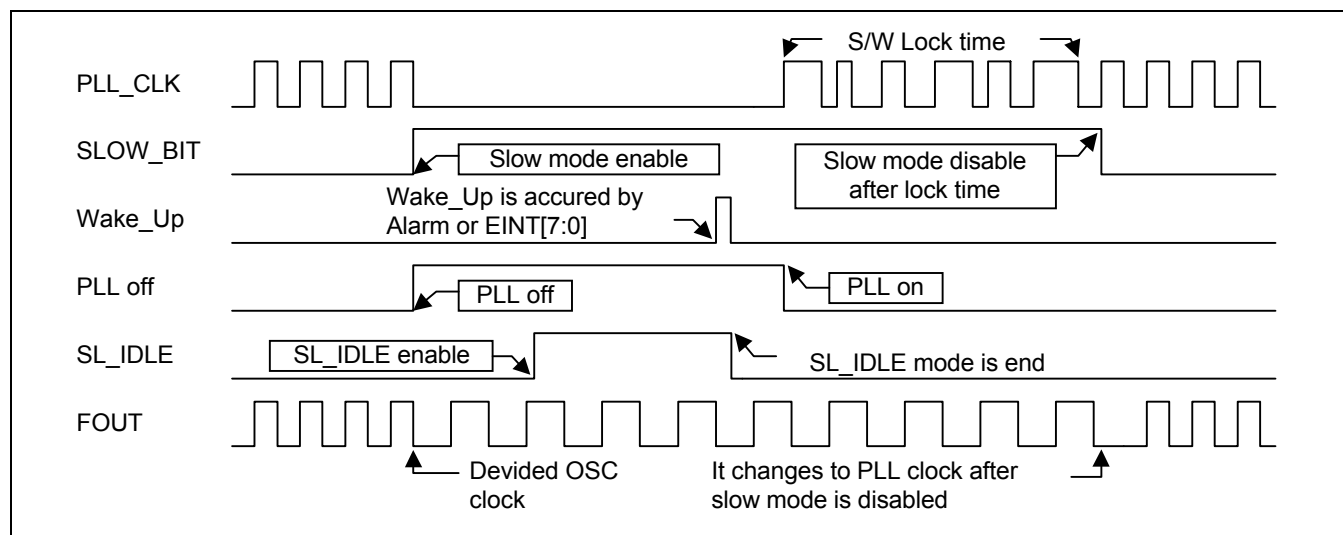 S/W Lock time
PLL_CLK
SLOW_BIT
Slow mode enable
Slow mode disable
after lock time
Wake_Up is accured by
Alarm or EINT[7:0]
Wake_Up
PLL off
PLL off
PLL on
SL_IDLE
SL_IDLE enable
SL_IDLE mode is end
FOUT
Devided OSC
clock
It changes to PLL clock after
slow mode is disabled